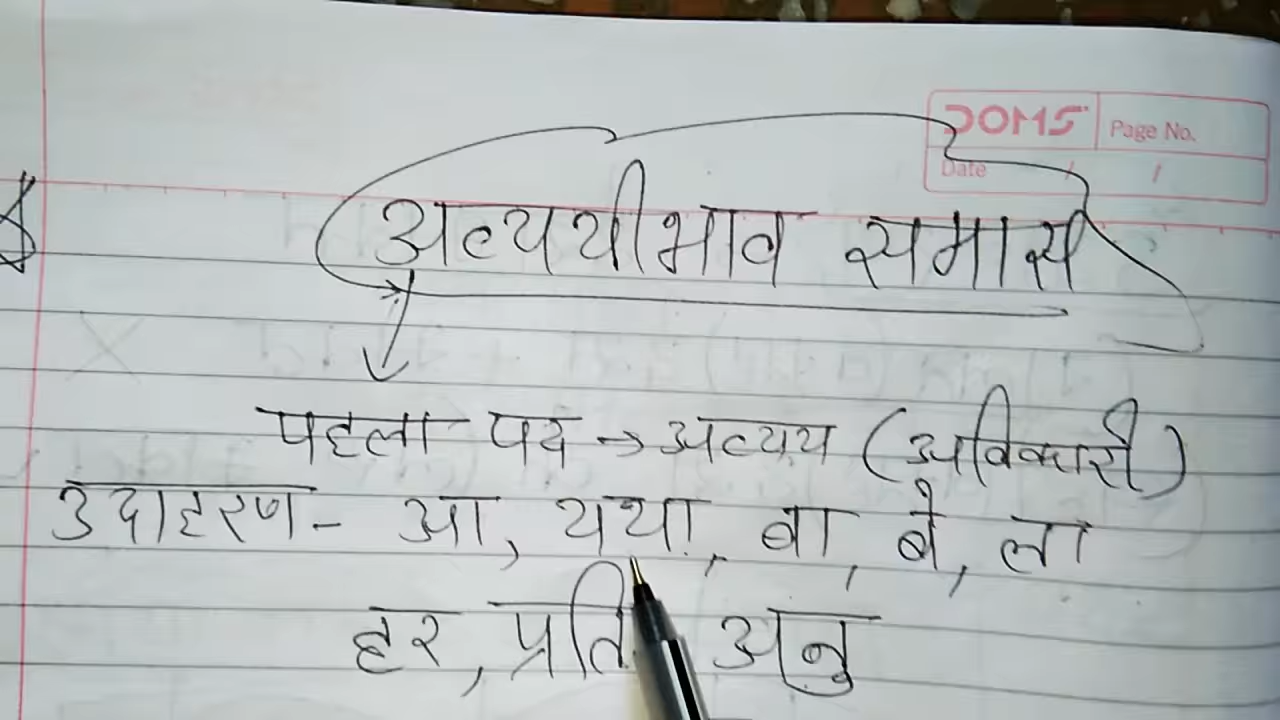 DOMS Page No.
Date / /
अव्ययीभाव समास
पहला पद → अव्यय (अविकारी)
उदाहरण - आ, यथा, बा, बे, ला
हर, प्रति अनु